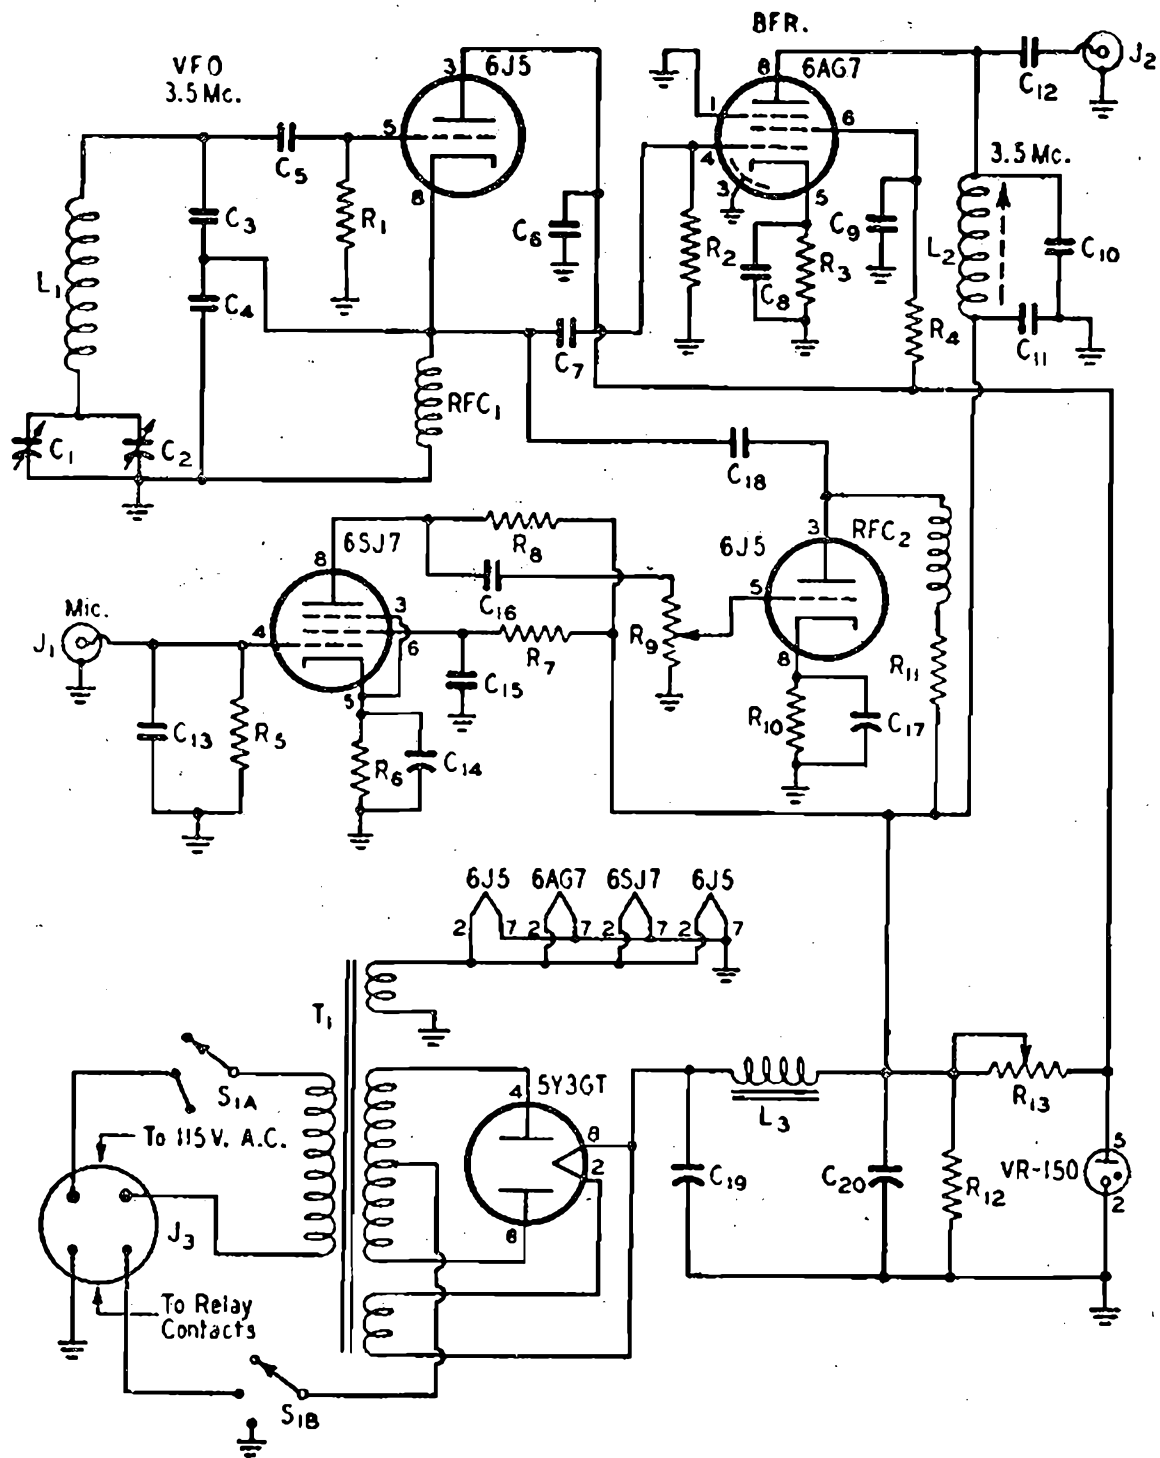 BFR.
VFO
3.5 Mc.
6J5
6AG7
3
8
J2
C12
5
1
6
4
3
5
8
C5
R1
C3
C4
L1
C6
R2
C8
R3
C9
3.5 Mc.
L2
C10
C11
R4
C7
RFC1
C1
C2
C18
6SJ7
8
R8
C16
6J5
3
RFC2
Mic.
J1
4
3
6
5
R7
C15
R9
5
8
R11
R10
C17
C13
R5
R6
C14
6J5 6AG7 6SJ7 6J5
2 7 2 7 2 7 2 7
T1
S1A
5Y3GT
4
8
2
6
L3
R13
To 115V. A.C.
J3
C19
C20
R12
VR-150
5
2
To Relay
Contacts
S1B